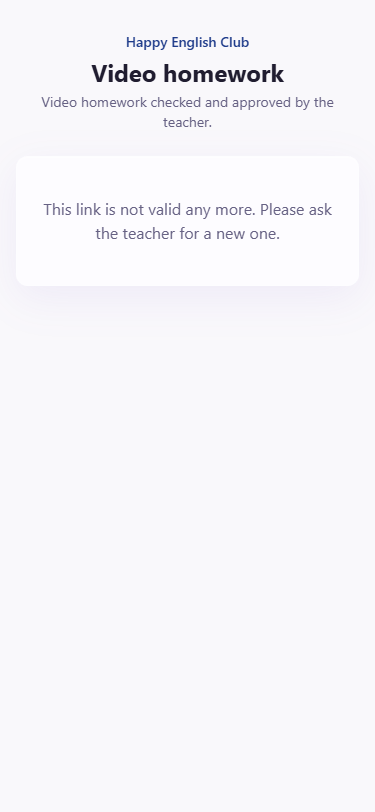 Happy English Club
Video homework
Video homework checked and approved by the
teacher.
This link is not valid any more. Please ask
the teacher for a new one.